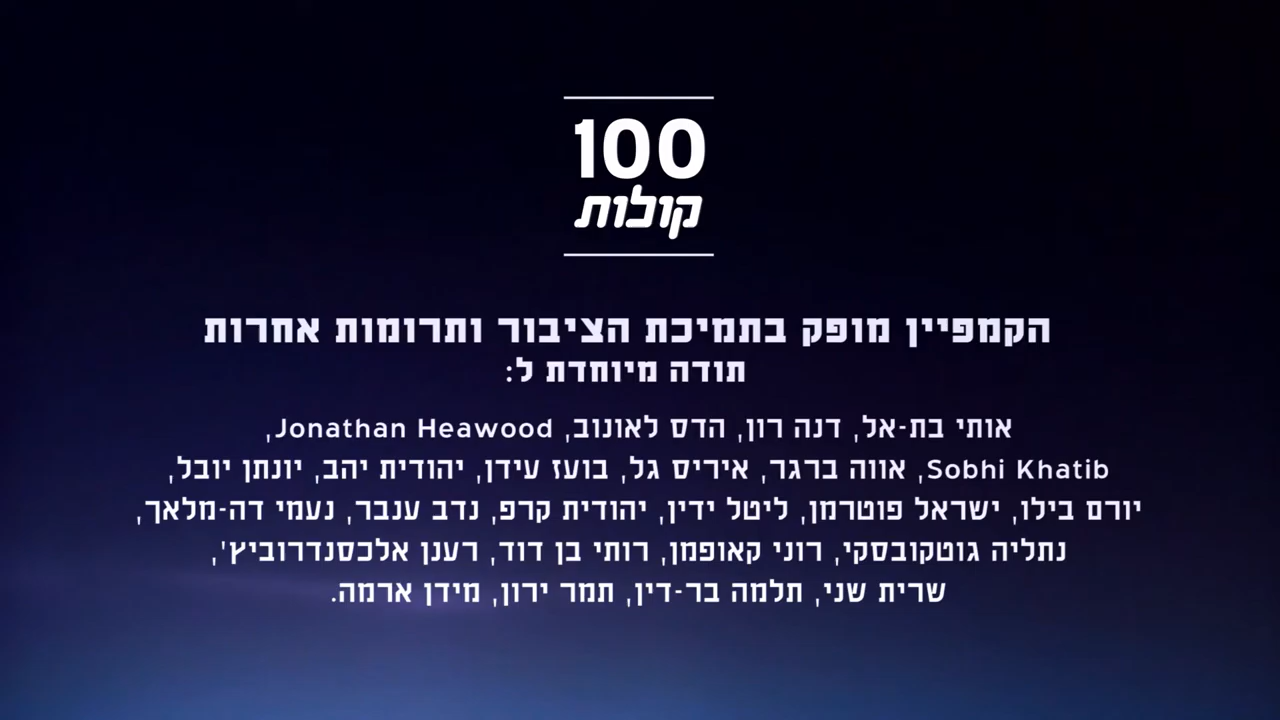 100
קולות
הקמפיין מופק בתמיכת הציבור ותרומות אחרות
תודה מיוחדת ל:
אותי בת-אל, דנה רון, הדס לאונוב, Jonathan Heawood,
Sobhi Khatib, אווה ברגר, איריס גל, בועז עידן, יהודית יהב, יונתן יובל,
יורם בילו, ישראל פוטרמן, ליטל ידין, יהודית קרפ, נדב ענבר, נעמי דה-מלאך,
נתליה גוטקובסקי, רוני קאופמן, רותי בן דוד, רענן אלכסנדרוביץ',
שרית שני, תלמה בר-דין, תמר ירון, מידן ארמה.